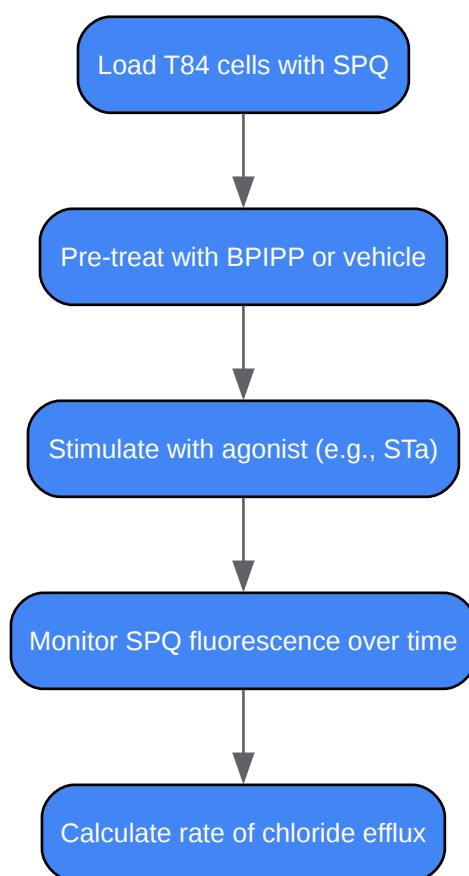 Load T84 cells with SPQ
Pre-treat with BPIPP or vehicle
Stimulate with agonist (e.g., STa)
Monitor SPQ fluorescence over time
Calculate rate of chloride efflux